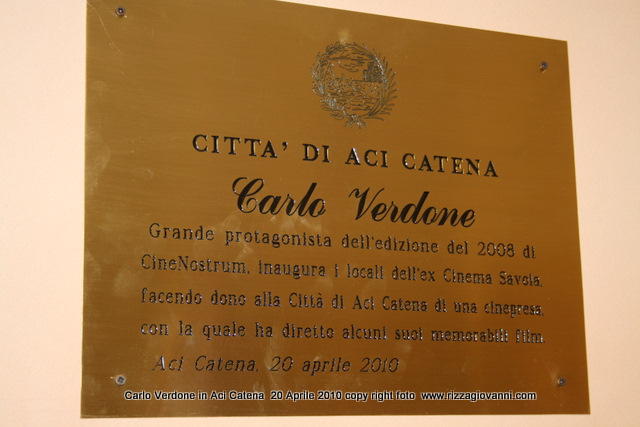 CITTA' DI ACI CATENA
Carlo Verdone
Grande protagonista dell'edizione del 2008 di
CineNostrum, inaugura i locali dell'ex Cinema Savoia,
facendo dono alla Città di Aci Catena di una cinepresa,
con la quale ha diretto alcuni suoi memorabili film.
Aci Catena, 20 aprile 2010
Carlo Verdone in Aci Catena 20 Aprile 2010 copy right foto www.rizzagiovanni.com